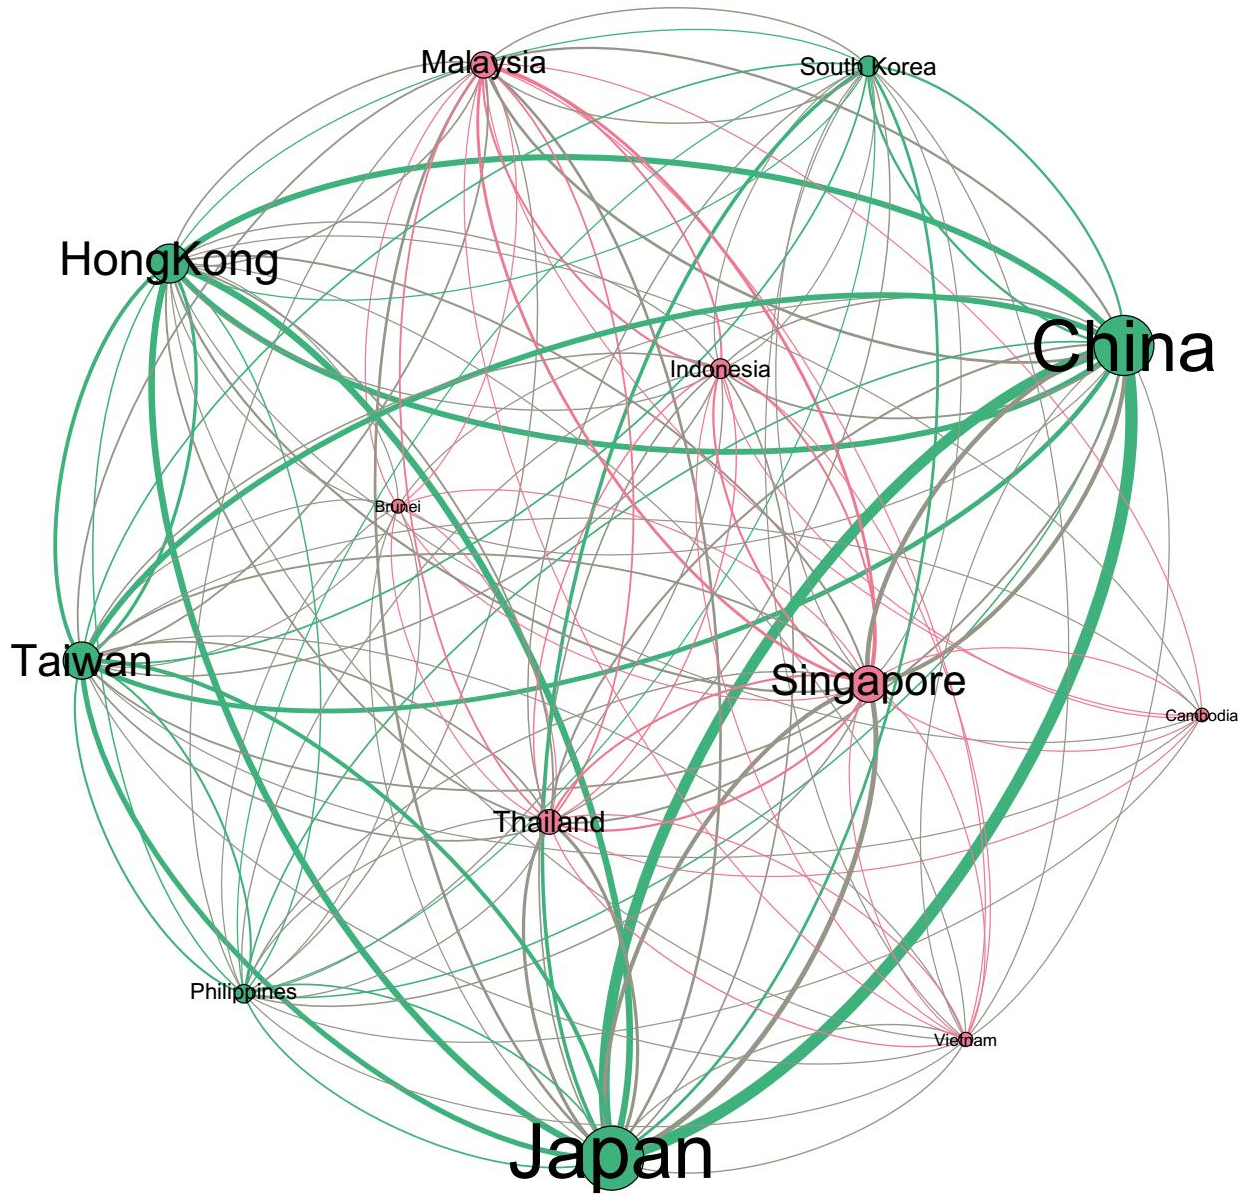 Malaysia
South Korea
HongKong
China
Indonesia
Brunei
Taiwan
Singapore
Cambodia
Thailand
Philippines
Vietnam
Japan